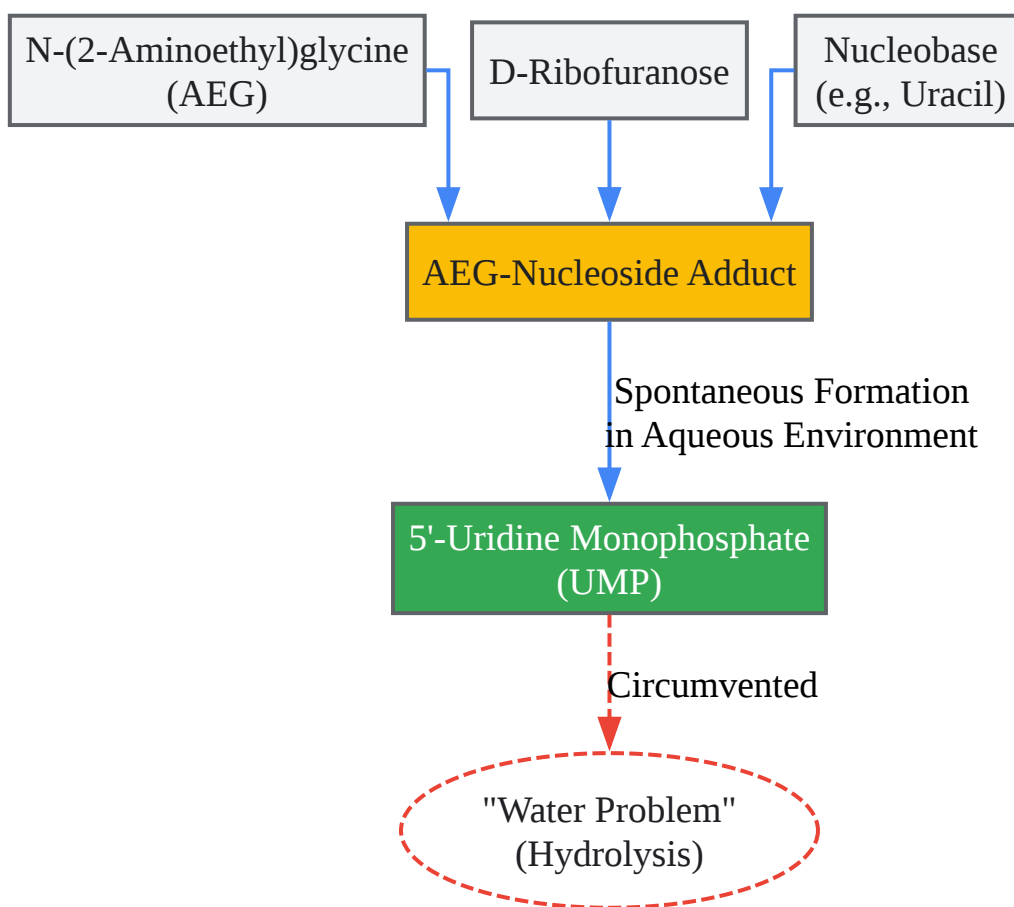 N-(2-Aminoethyl)glycine
(AEG)
D-Ribofuranose
Nucleobase
(e.g., Uracil)
AEG-Nucleoside Adduct
Spontaneous Formation
in Aqueous Environment
5'-Uridine Monophosphate
(UMP)
Circumvented
"Water Problem"
(Hydrolysis)